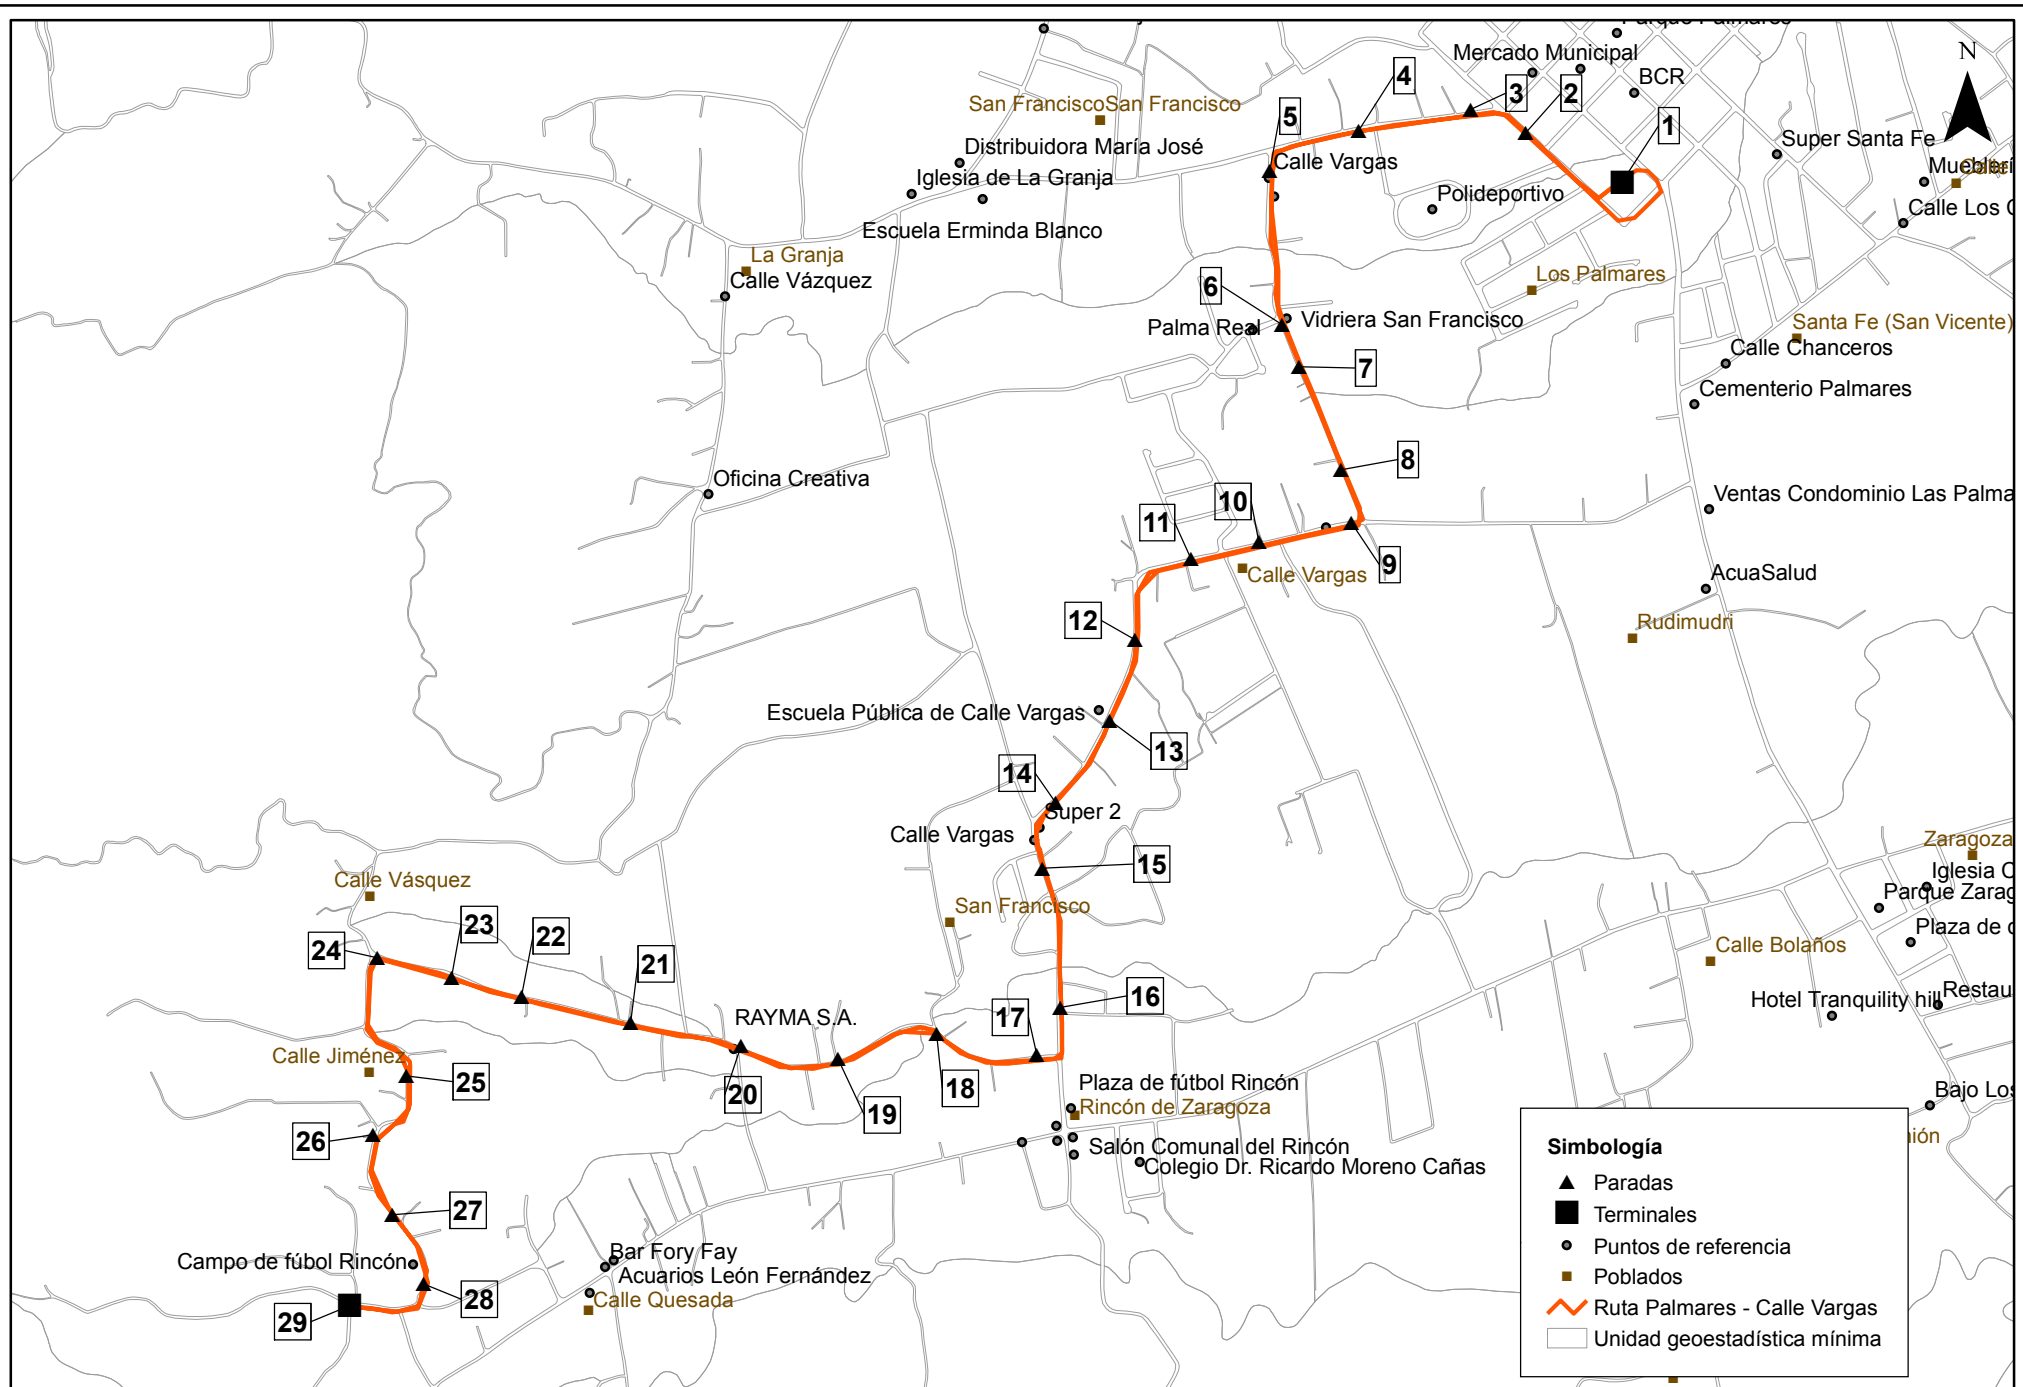 Parque Palmares
N
Mercado Municipal
4
3
2
BCR
San Francisco
San Francisco
5
1
Super Santa Fe
Distribuidora María José
Calle Vargas
Iglesia de La Granja
Polideportivo
Calle
Calle Los
Escuela Erminda Blanco
La Granja
Calle Vázquez
Los Palmares
6
Palma Real
Vidriera San Francisco
Santa Fe (San Vicente)
Calle Chanceros
7
Cementerio Palmares
8
Oficina Creativa
Ventas Condominio Las Palma
10
11
9
Calle Vargas
AcuaSalud
12
Rudimudri
Escuela Pública de Calle Vargas
13
14
Super 2
Calle Vargas
Zaragoza
15
Iglesia C
Calle Vásquez
Parque Zarag
San Francisco
23
22
24
Plaza de
Calle Bolaños
21
16
Hotel Tranquility hill
Restau
RAYMA S.A.
17
Calle Jiménez
25
18
20
19
Plaza de fútbol Rincón
Rincón de Zaragoza
Bajo Los
26
Salón Comunal del Rincón
Colegio Dr. Ricardo Moreno Cañas
27
Campo de fúbol Rincón
Bar Fory Fay
Acuarios León Fernández
28
Calle Quesada
29
Simbología
Paradas
Terminales
Puntos de referencia
Poblados
Ruta Palmares - Calle Vargas
Unidad geoestadística mínima